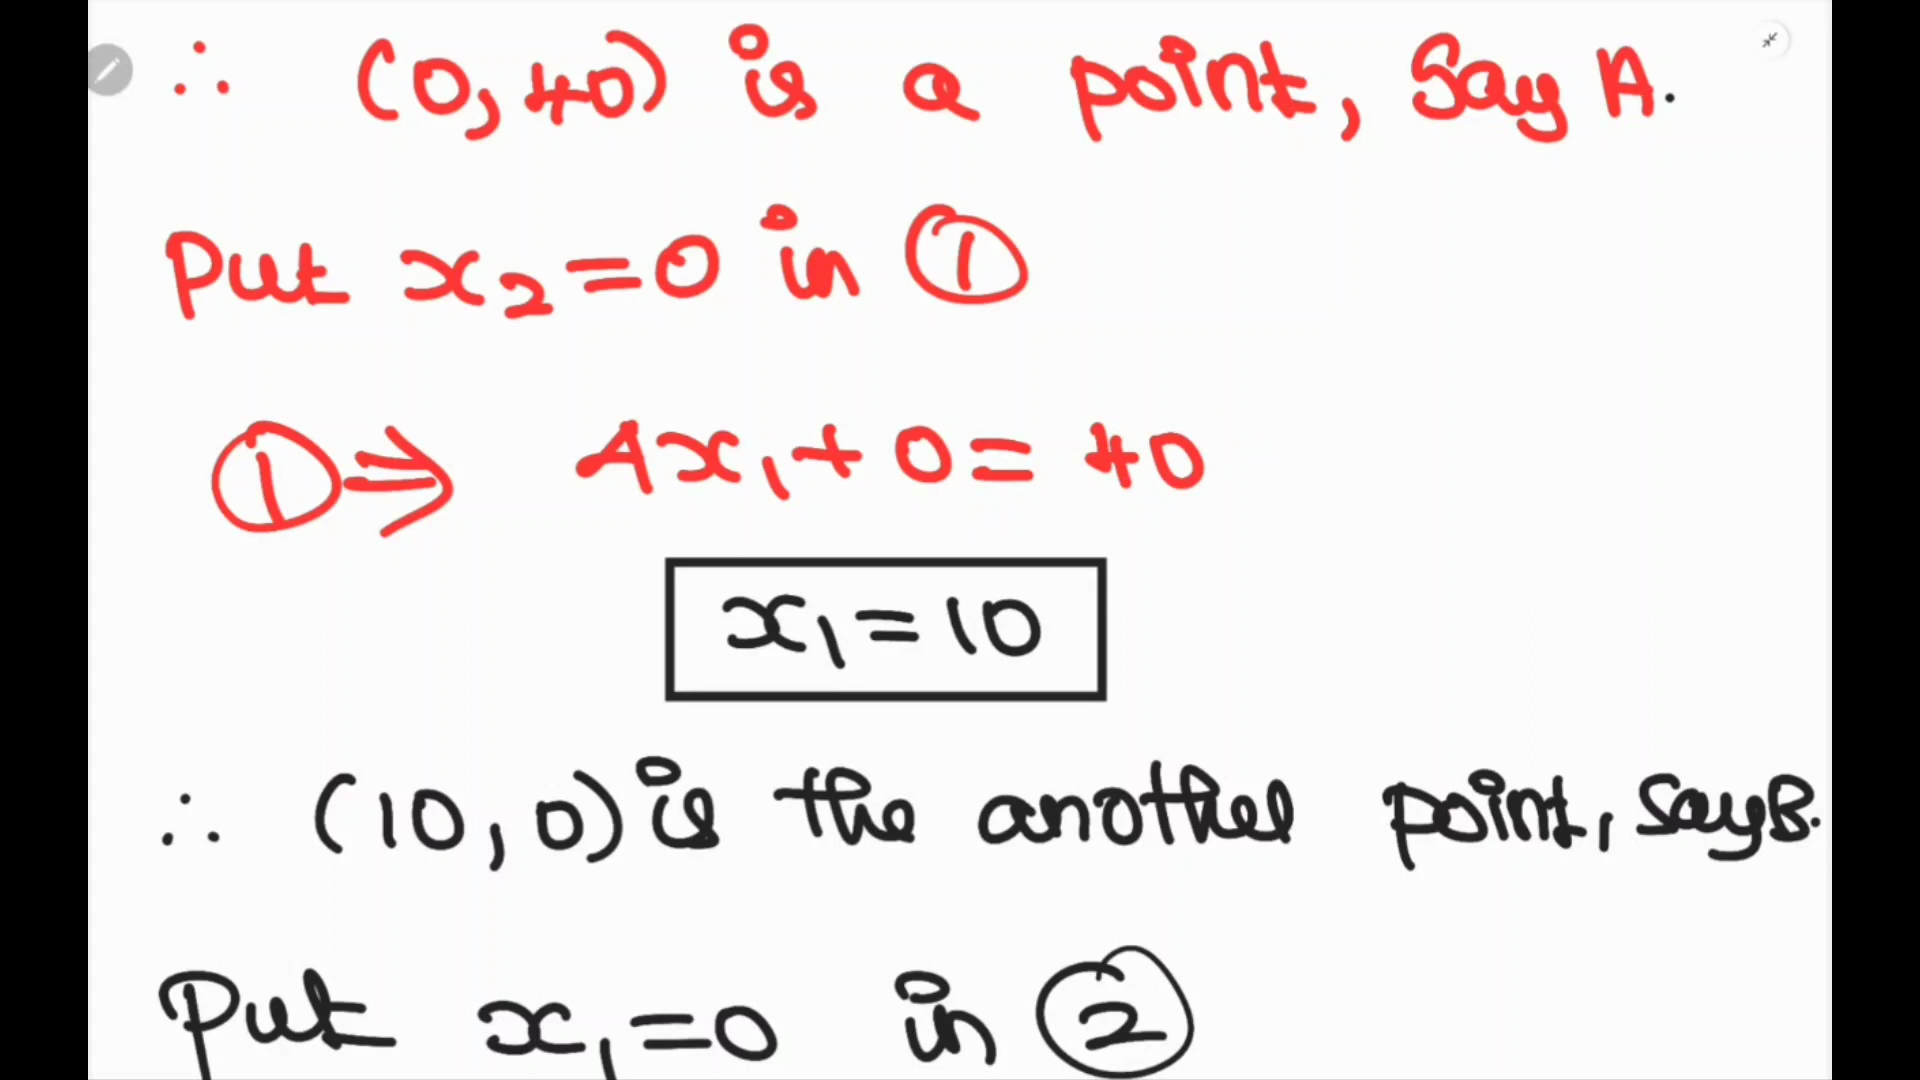 ∴ (0,40) is a point, Say A.
Put x₂=0 in ①
①⇒ 4x₁+0=40
x₁=10
∴ (10,0) is the another point, say B.
Put x₁=0 in ②